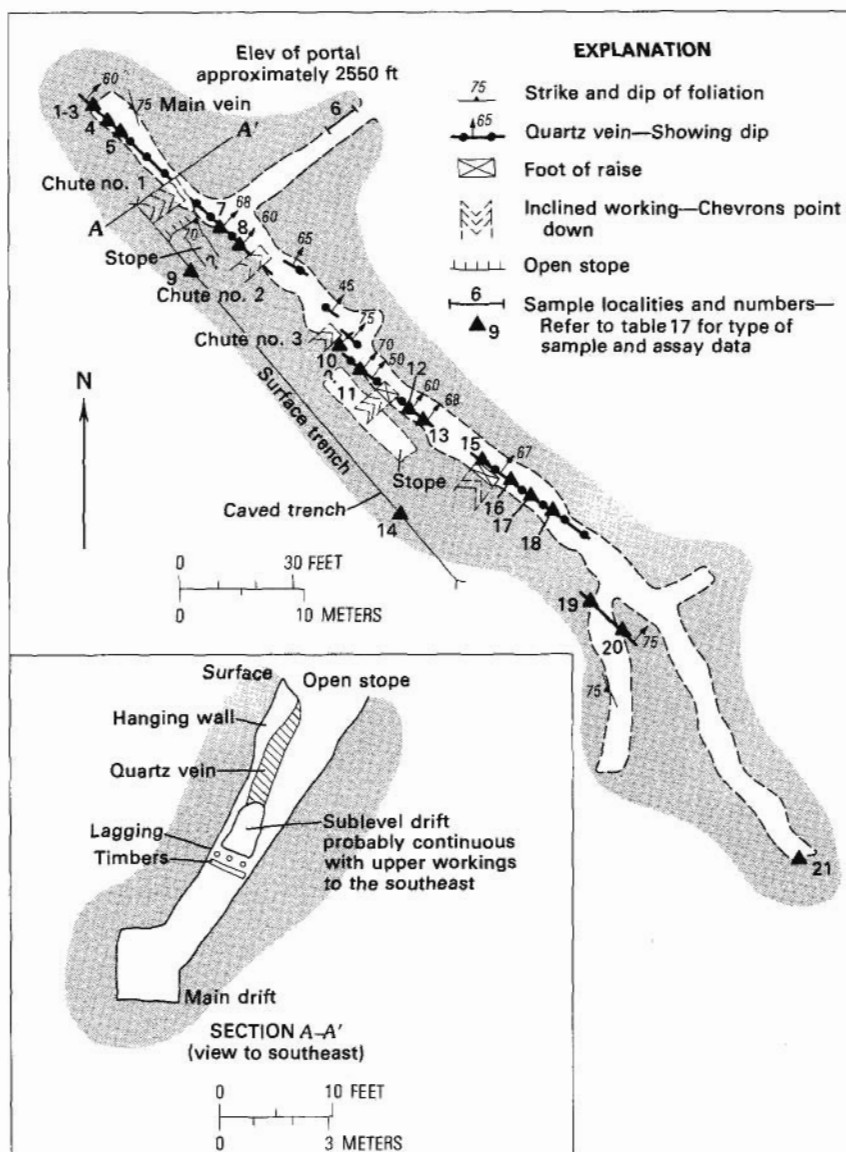 Elev of portal
approximately 2550 ft
EXPLANATION
75
Strike and dip of foliation
65
Quartz vein—Showing dip
Foot of raise
Inclined working—Chevrons point
down
Open stope
6
Sample localities and numbers—
9
Refer to table 17 for type of
sample and assay data
60
1-3
75
Main vein
4
5
A'
6
Chute no. 1
A
7
68
8
60
70
Stope
?
9
Chute no. 2
65
45
Chute no. 3
75
10
70
50
12
?
11
60
68
13
N
Surface trench
Stope
15
67
16
17
18
Caved trench
14
0 30 FEET
0 10 METERS
19
20
75
75
21
Surface
Open stope
Hanging wall
Quartz vein
Lagging
Timbers
Sublevel drift
probably continuous
with upper workings
to the southeast
Main drift
SECTION A–A'
(view to southeast)
0 10 FEET
0 3 METERS